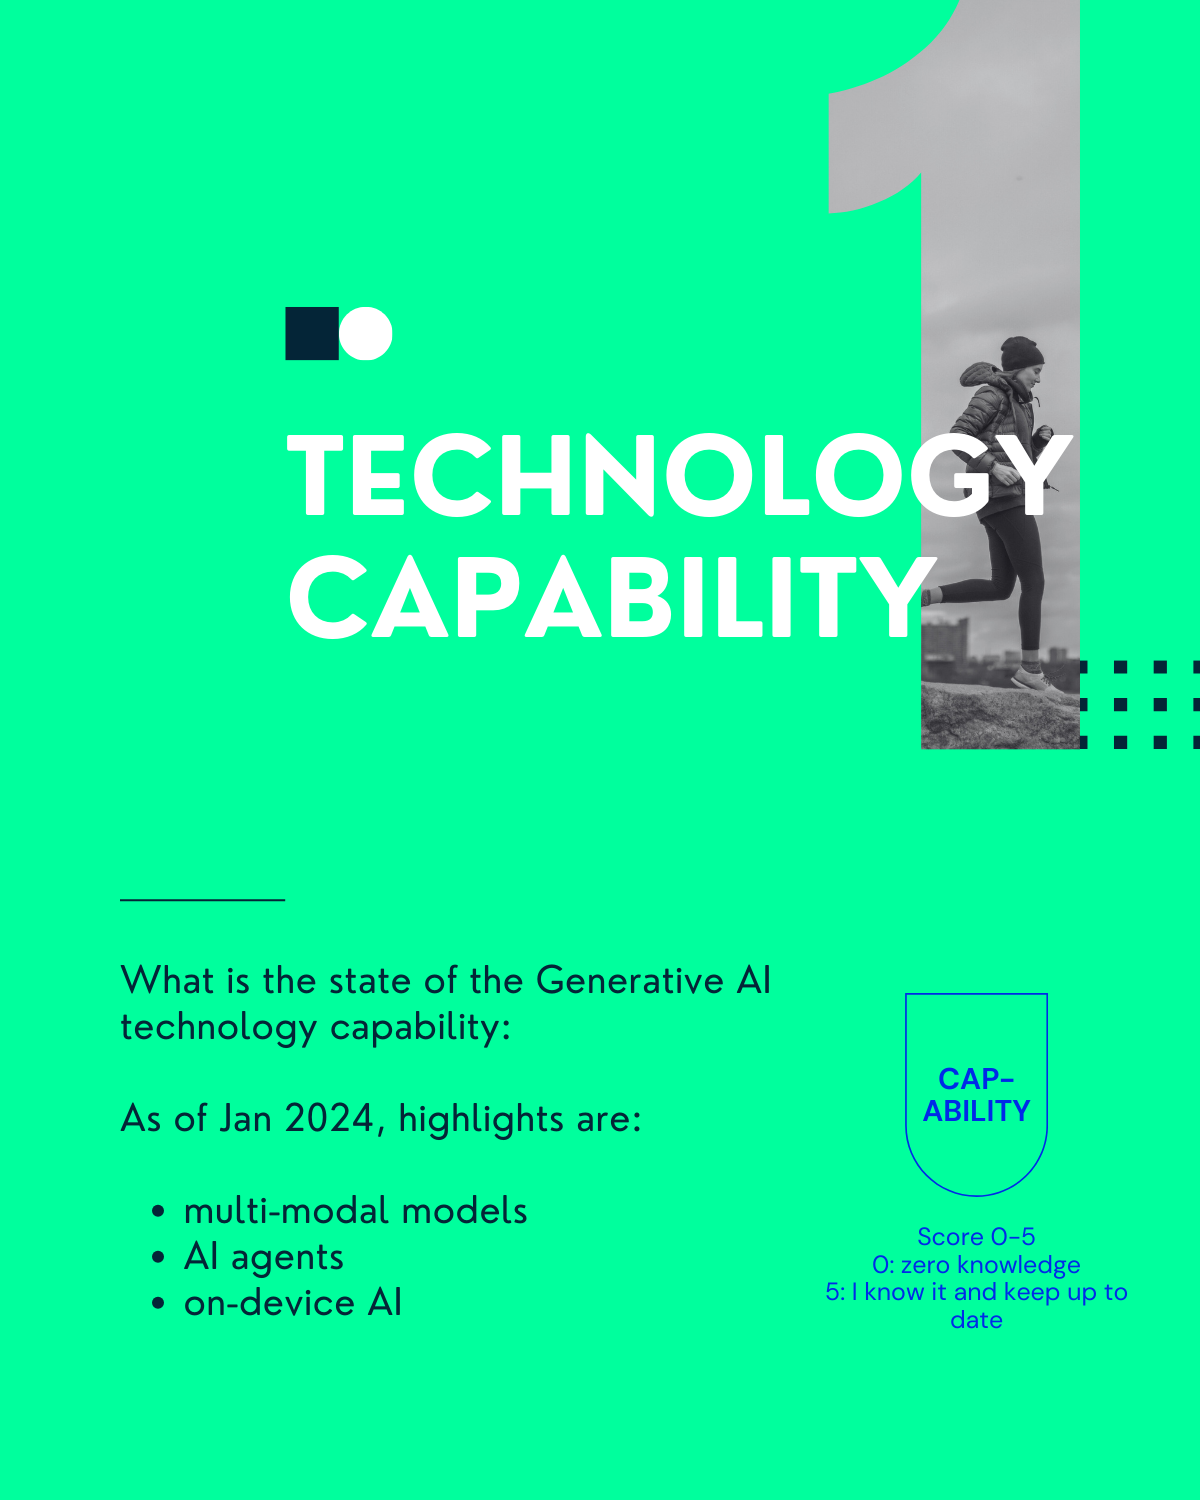 1
TECHNOLOGY
CAPABILITY
What is the state of the Generative AI
technology capability:
As of Jan 2024, highlights are:
• multi-modal models
• AI agents
• on-device AI
CAP-
ABILITY
Score 0-5
0: zero knowledge
5: I know it and keep up to
date